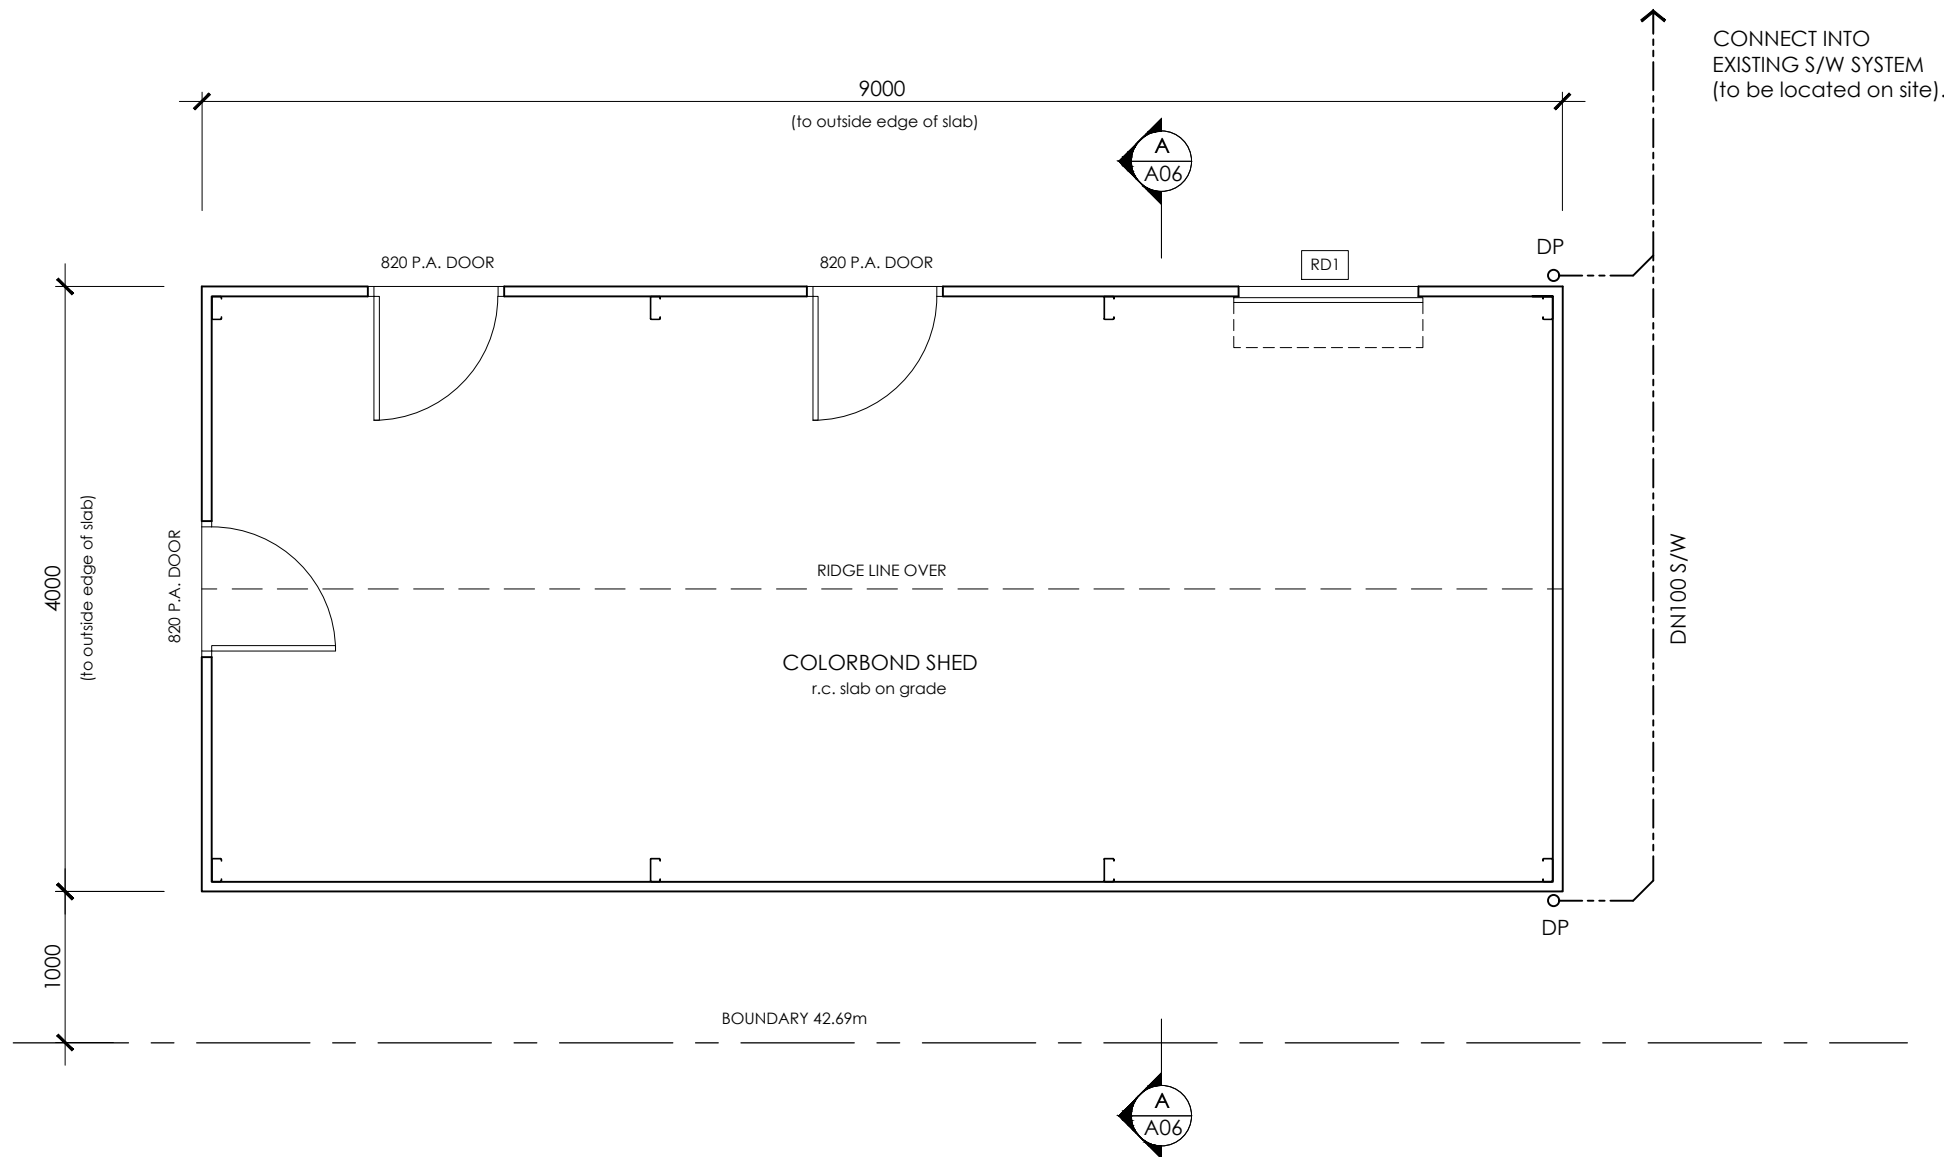 CONNECT INTO
EXISTING S/W SYSTEM
(to be located on site).
9000
(to outside edge of slab)
A
A06
DP
820 P.A. DOOR
820 P.A. DOOR
RD1
4000
(to outside edge of slab)
820 P.A. DOOR
RIDGE LINE OVER
DN100 S/W
COLORBOND SHED
r.c. slab on grade
DP
1000
BOUNDARY 42.69m
A
A06